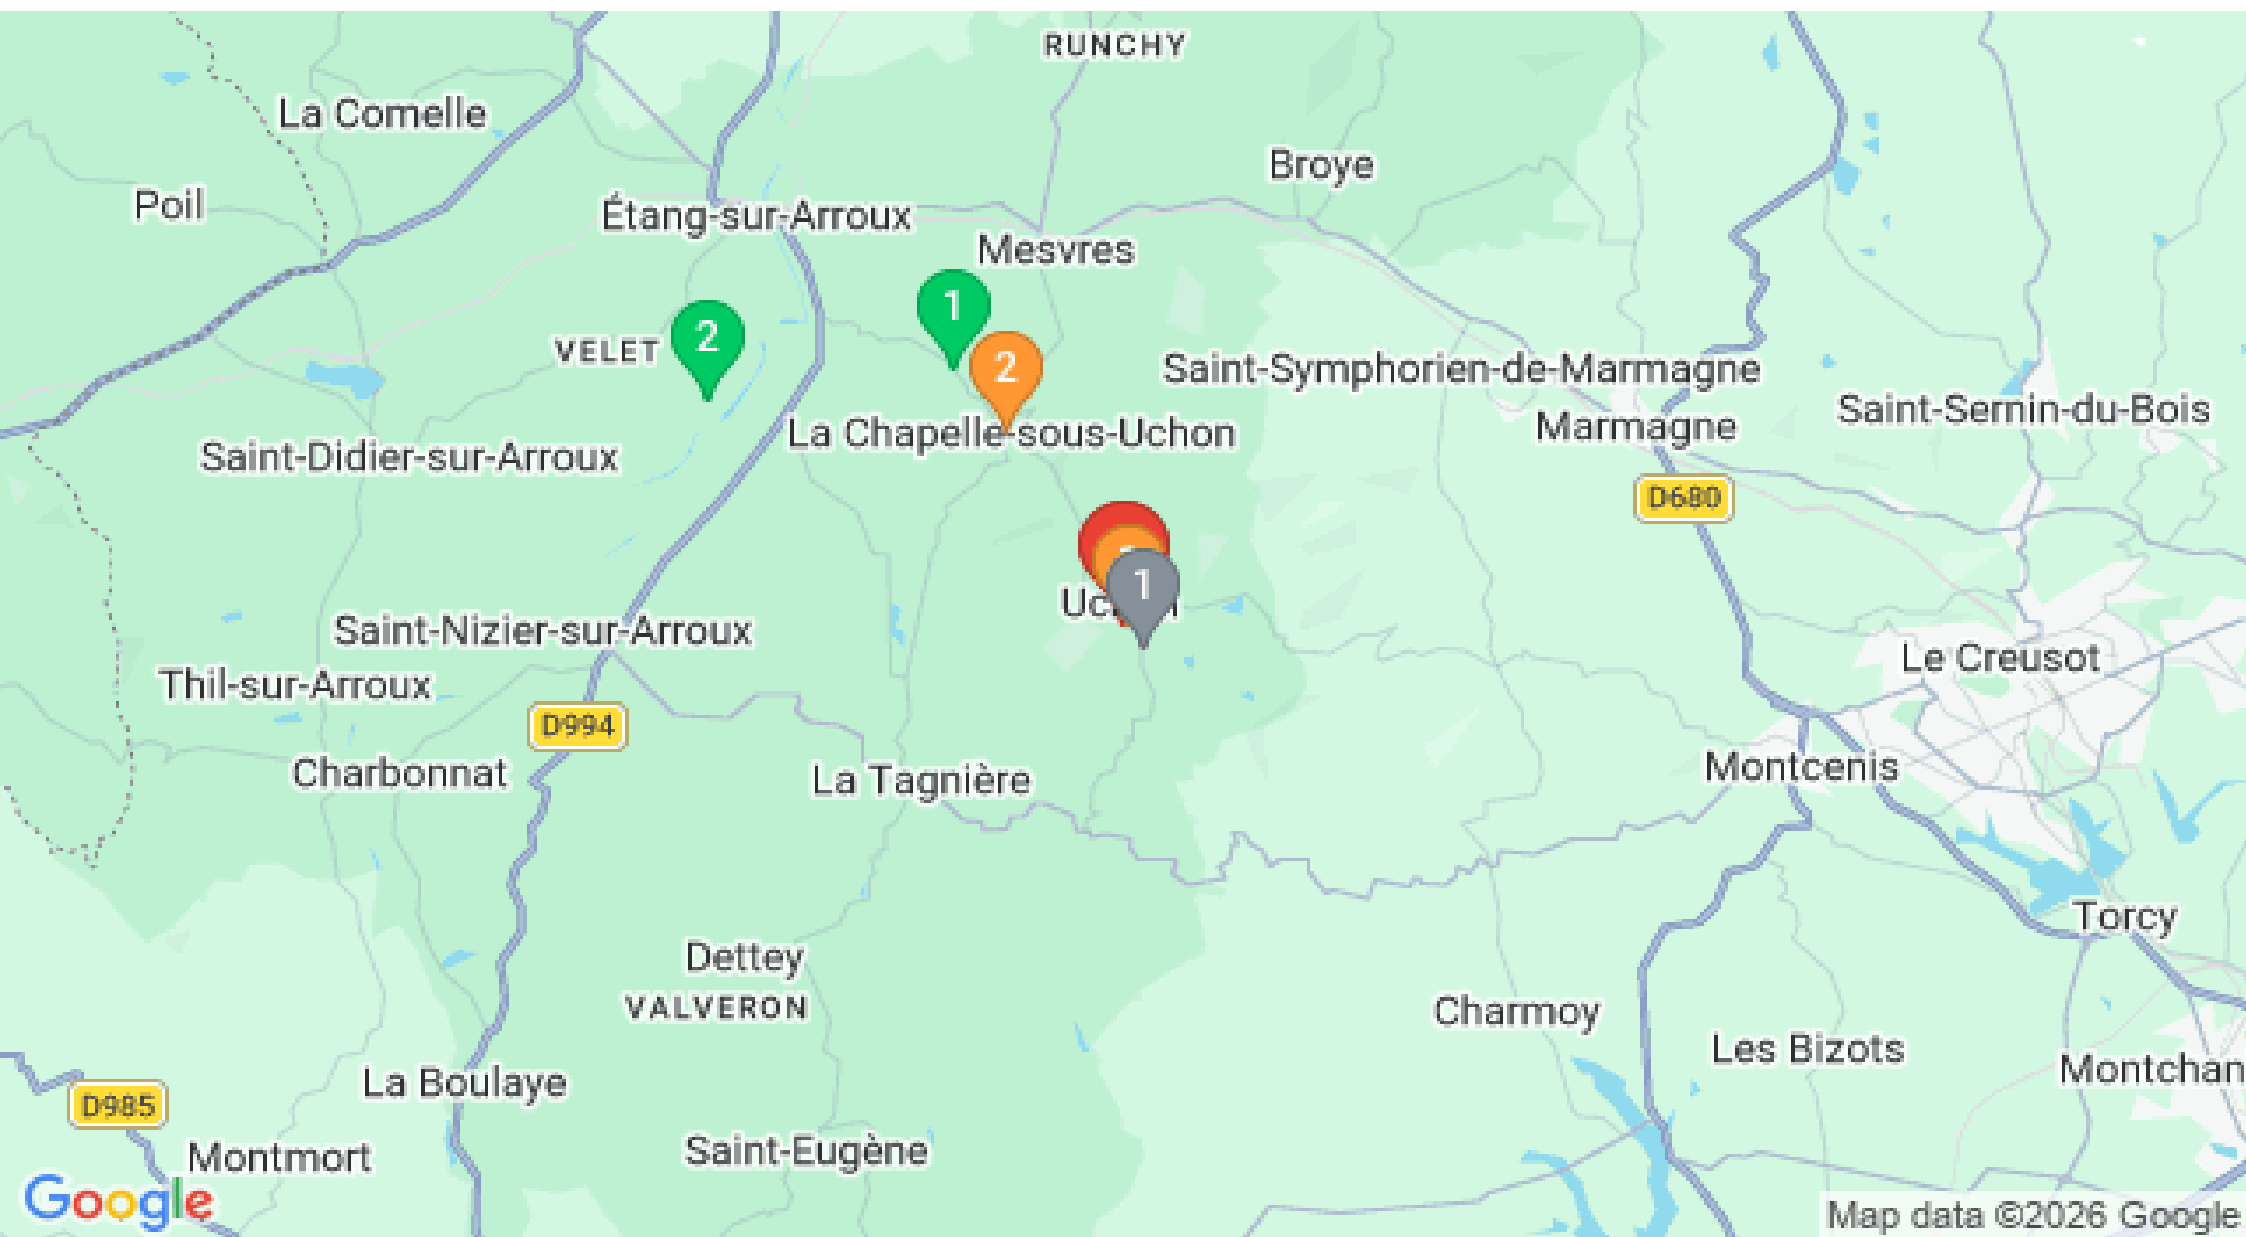 RUNCHY
La Comelle
Broye
Poil
Étang-sur-Arroux
Mesvres
1
2
2
VELET
Saint-Symphorien-de-Marmagne
Saint-Sernin-du-Bois
Marmagne
La Chapelle-sous-Uchon
Saint-Didier-sur-Arroux
D680
1
Saint-Nizier-sur-Arroux
Le Creusot
Thil-sur-Arroux
D994
Montcenis
Charbonnat
La Tagnière
Torcy
Dettey
VALVERON
Charmoy
Les Bizots
Montchan
La Boulaye
D985
Saint-Eugène
Montmort
Google
Map data ©2026 Google